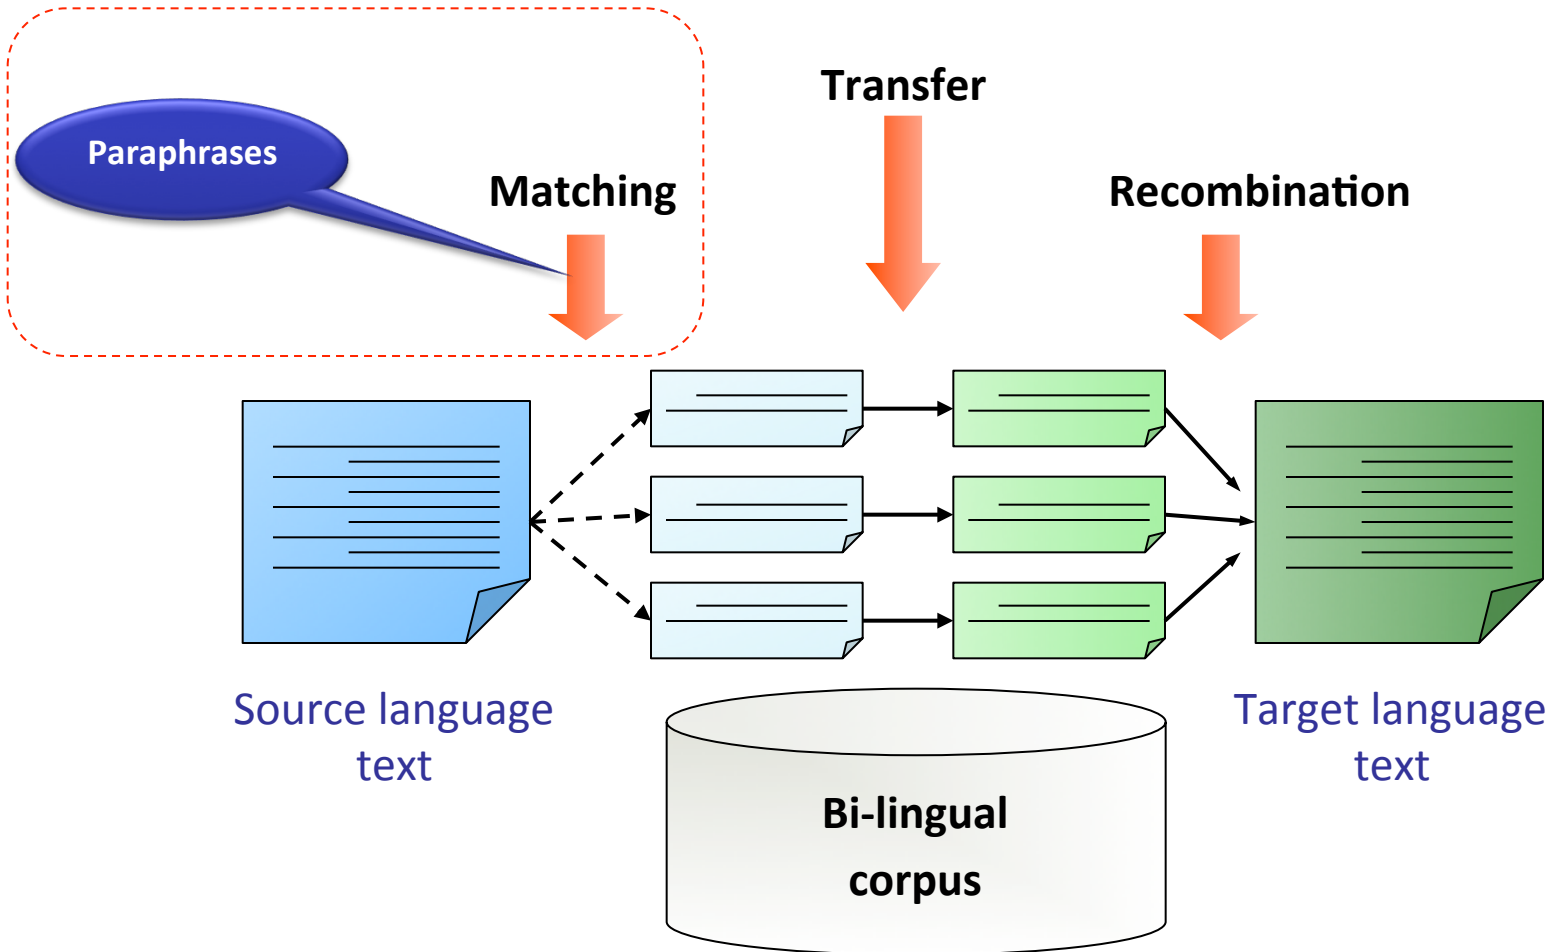 Transfer
Paraphrases
Matching
Recombination
Source language
text
Target language
text
Bi-lingual
corpus